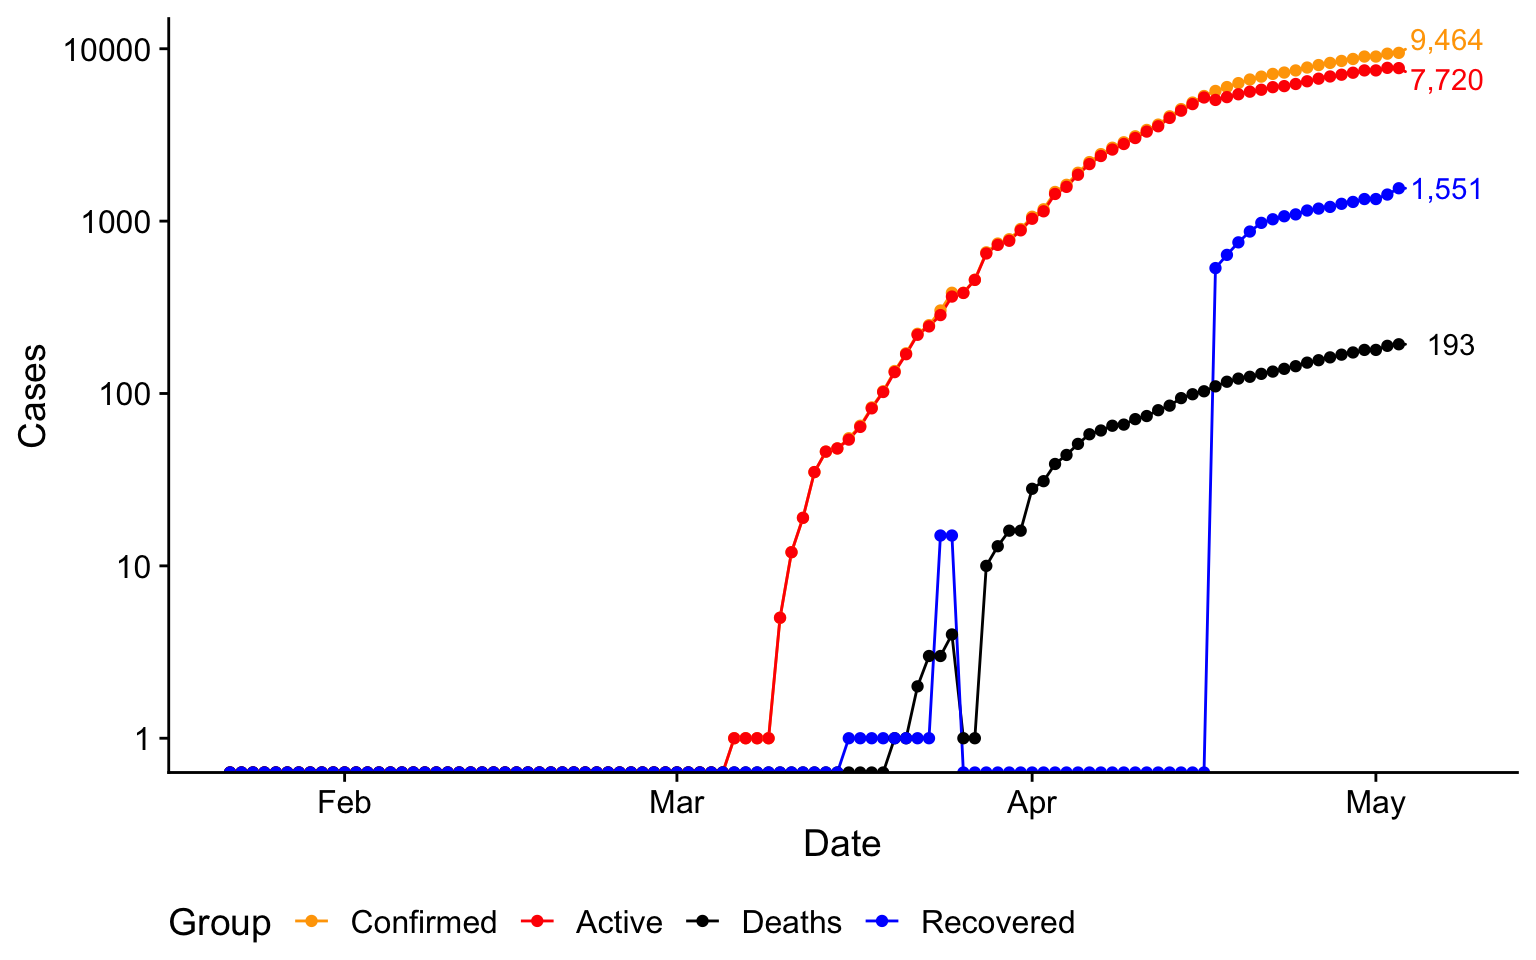 10000
1000
100
10
1
Cases
9,464
7,720
1,551
193
Feb Mar Apr May
Date
Group Confirmed Active Deaths Recovered